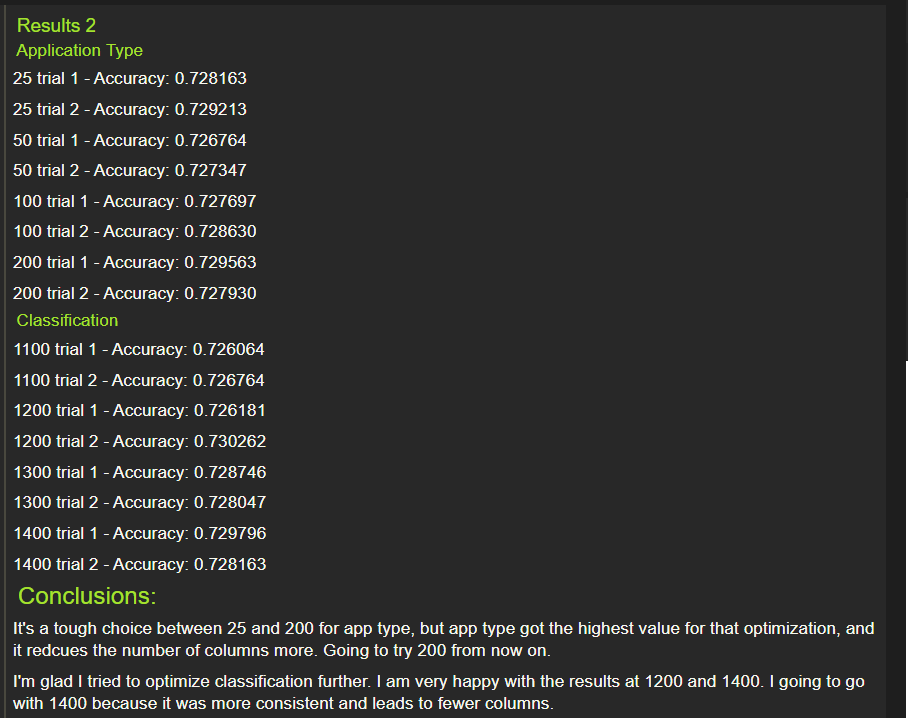 Results 2
Application Type
25 trial 1 - Accuracy: 0.728163
25 trial 2 - Accuracy: 0.729213
50 trial 1 - Accuracy: 0.726764
50 trial 2 - Accuracy: 0.727347
100 trial 1 - Accuracy: 0.727697
100 trial 2 - Accuracy: 0.728630
200 trial 1 - Accuracy: 0.729563
200 trial 2 - Accuracy: 0.727930
Classification
1100 trial 1 - Accuracy: 0.726064
1100 trial 2 - Accuracy: 0.726764
1200 trial 1 - Accuracy: 0.726181
1200 trial 2 - Accuracy: 0.730262
1300 trial 1 - Accuracy: 0.728746
1300 trial 2 - Accuracy: 0.728047
1400 trial 1 - Accuracy: 0.729796
1400 trial 2 - Accuracy: 0.728163
Conclusions:
It's a tough choice between 25 and 200 for app type, but app type got the highest value for that optimization, and
it redcues the number of columns more. Going to try 200 from now on.
I'm glad I tried to optimize classification further. I am very happy with the results at 1200 and 1400. I going to go
with 1400 because it was more consistent and leads to fewer columns.